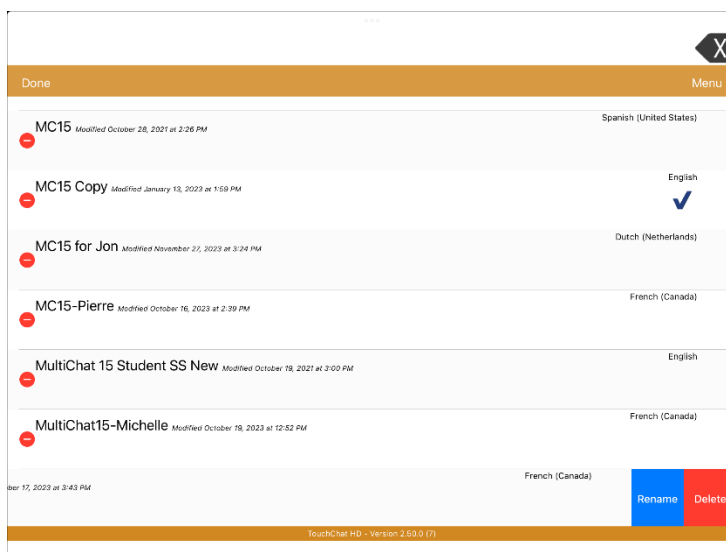 X
Done Menu
Spanish (United States)
MC15 Modified October 28, 2021 at 2:26 PM
English
MC15 Copy Modified January 13, 2023 at 1:59 PM
Dutch (Netherlands)
MC15 for Jon Modified November 27, 2023 at 3:24 PM
French (Canada)
MC15-Pierre Modified October 16, 2023 at 2:39 PM
English
MultiChat 15 Student SS New Modified October 19, 2021 at 3:00 PM
French (Canada)
MultiChat15-Michelle Modified October 19, 2023 at 12:52 PM
French (Canada)
ber 17, 2023 at 3:43 PM
Rename Delete
TouchChat HD - Version 2.50.0 (7)